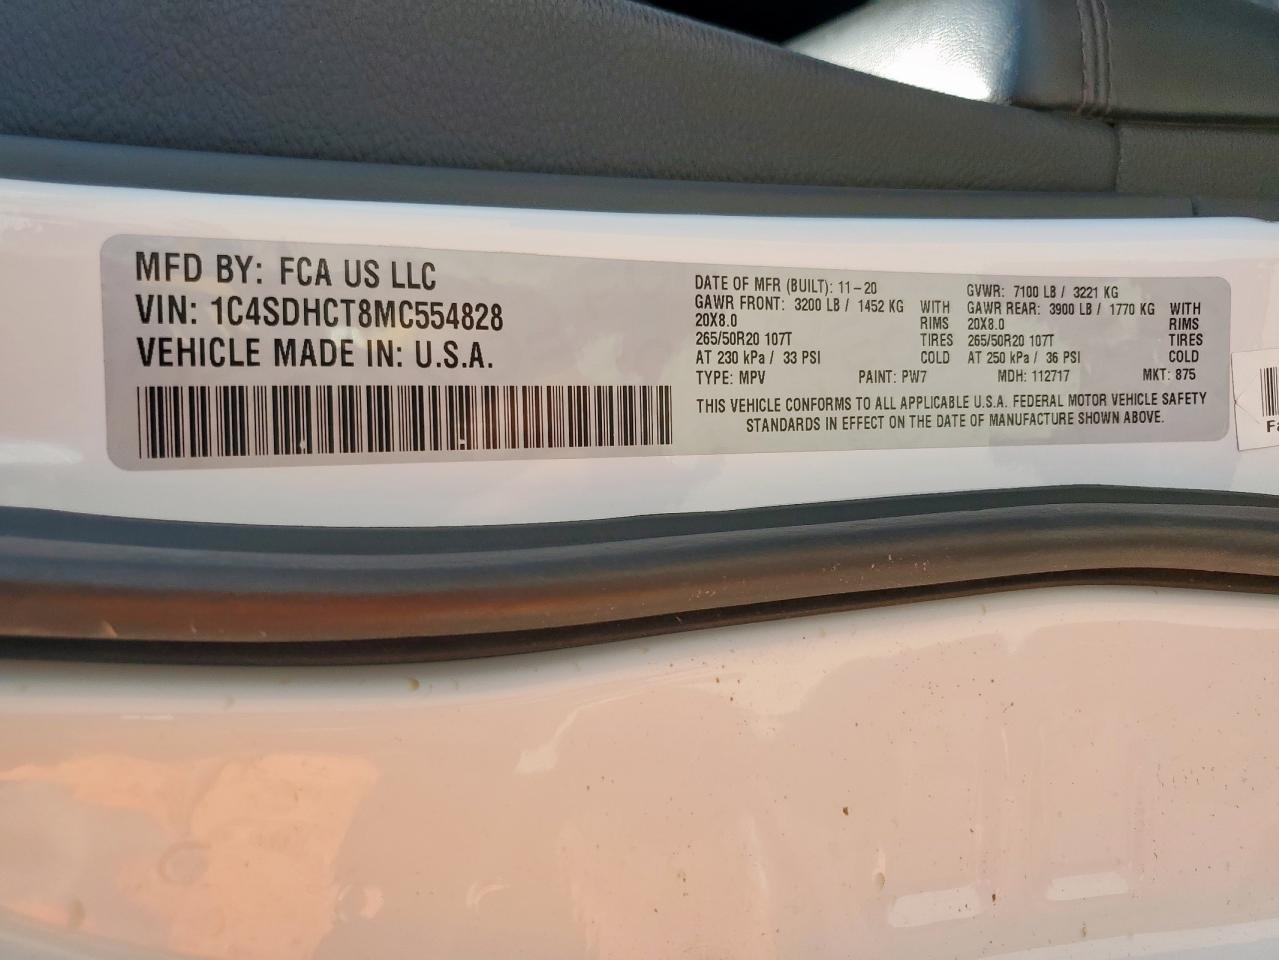 MFD BY: FCA US LLC
VIN: 1C4SDHCT8MC554828
VEHICLE MADE IN: U.S.A.
DATE OF MFR (BUILT): 11-20
GAWR FRONT: 3200 LB / 1452 KG WITH
20X8.0 RIMS
265/50R20 107T TIRES
AT 230 kPa / 33 PSI COLD
GVWR: 7100 LB / 3221 KG
GAWR REAR: 3900 LB / 1770 KG WITH
20X8.0 RIMS
265/50R20 107T TIRES
AT 250 kPa / 36 PSI COLD
TYPE: MPV PAINT: PW7 MDH: 112717 MKT: 875
THIS VEHICLE CONFORMS TO ALL APPLICABLE U.S.A. FEDERAL MOTOR VEHICLE SAFETY
STANDARDS IN EFFECT ON THE DATE OF MANUFACTURE SHOWN ABOVE.